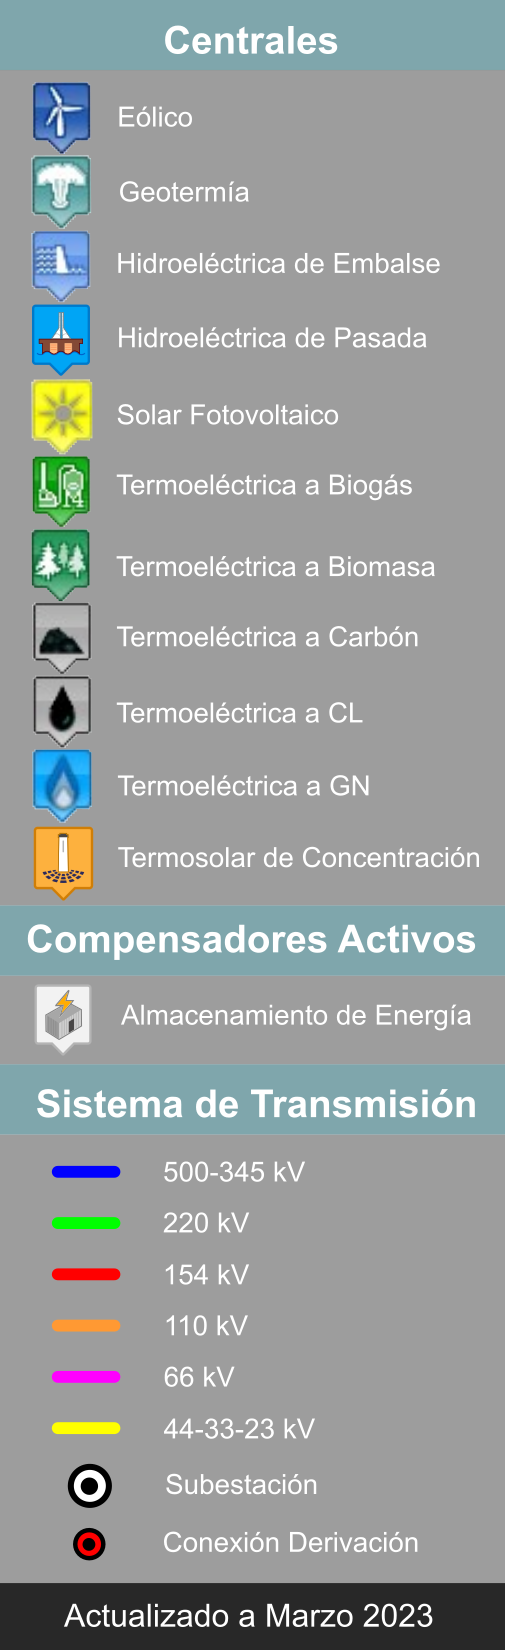 Centrales
Eólico
Geotermía
Hidroeléctrica de Embalse
Hidroeléctrica de Pasada
Solar Fotovoltaico
Termoeléctrica a Biogás
Termoeléctrica a Biomasa
Termoeléctrica a Carbón
Termoeléctrica a CL
Termoeléctrica a GN
Termosolar de Concentración
Compensadores Activos
Almacenamiento de Energía
Sistema de Transmisión
500-345 kV
220 kV
154 kV
110 kV
66 kV
44-33-23 kV
Subestación
Conexión Derivación
Actualizado a Marzo 2023